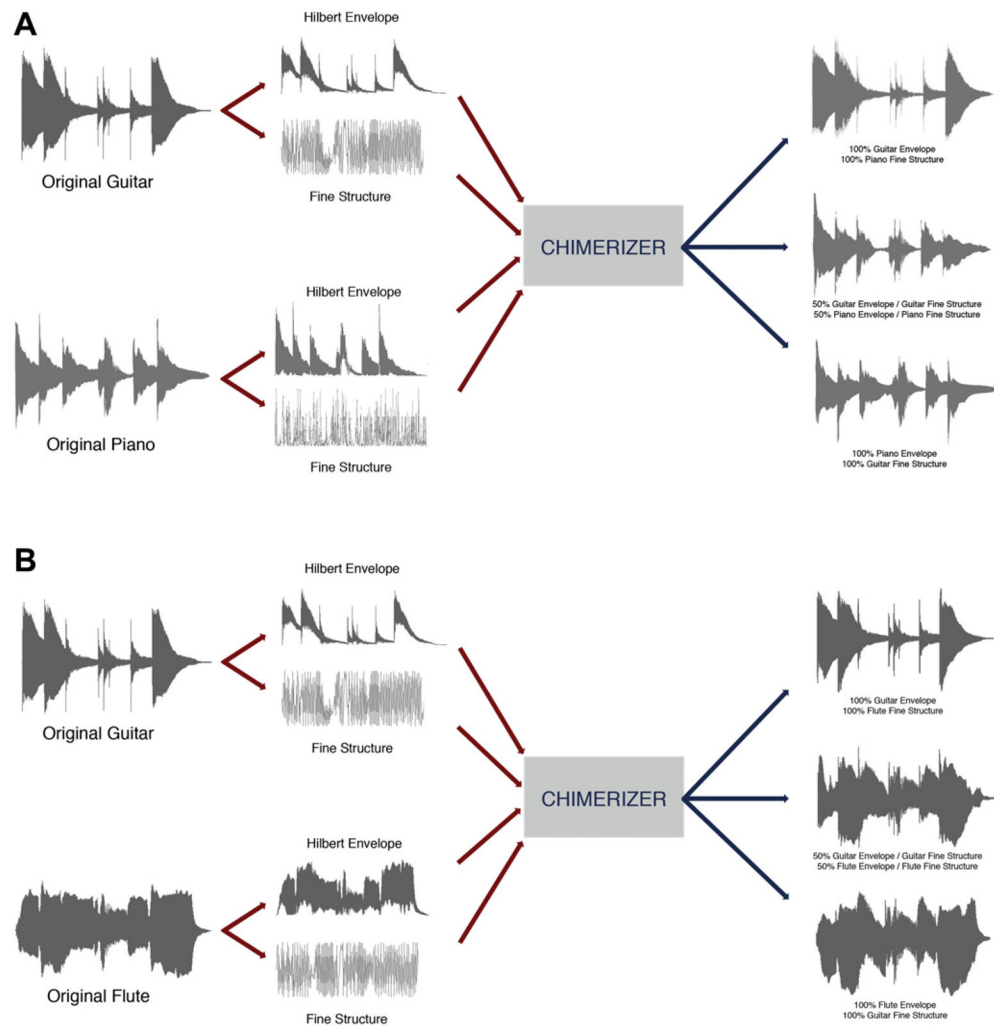 A
Hilbert Envelope
Original Guitar
Fine Structure
Hilbert Envelope
Original Piano
Fine Structure
CHIMERIZER
100% Guitar Envelope
100% Piano Fine Structure
50% Guitar Envelope / Guitar Fine Structure
50% Piano Envelope / Piano Fine Structure
100% Piano Envelope
100% Guitar Fine Structure
B
Hilbert Envelope
Original Guitar
Fine Structure
Hilbert Envelope
Original Flute
Fine Structure
CHIMERIZER
100% Guitar Envelope
100% Flute Fine Structure
50% Guitar Envelope / Guitar Fine Structure
50% Flute Envelope / Flute Fine Structure
100% Flute Envelope
100% Guitar Fine Structure